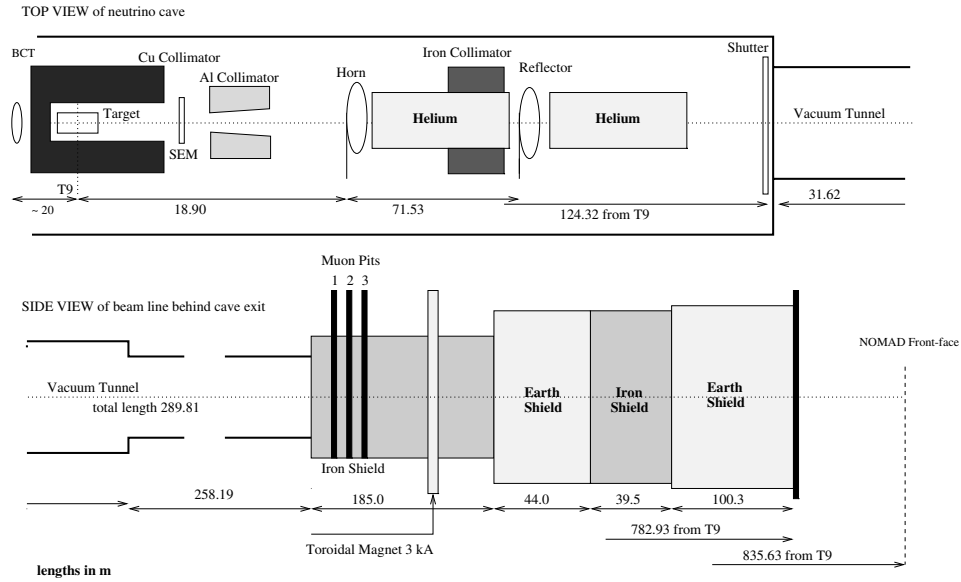 TOP VIEW of neutrino cave
BCT
Cu Collimator
Al Collimator
Horn
Iron Collimator
Reflector
Shutter
Target
SEM
Helium
Helium
Vacuum Tunnel
T9
~ 20
18.90
71.53
124.32 from T9
31.62
Muon Pits
1 2 3
SIDE VIEW of beam line behind cave exit
NOMAD Front-face
Vacuum Tunnel
total length 289.81
Earth
Shield
Iron
Shield
Earth
Shield
Iron Shield
258.19
185.0
44.0
39.5
100.3
Toroidal Magnet 3 kA
782.93 from T9
835.63 from T9
lengths in m